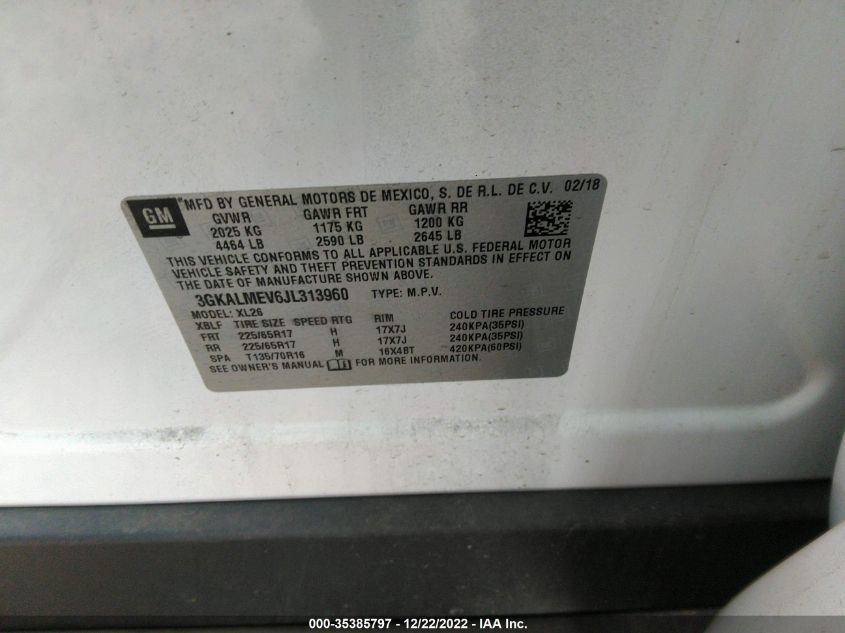 GM
*MFD BY GENERAL MOTORS DE MEXICO, S. DE R.L. DE C.V. 02/18
GVWR GAWR FRT GAWR RR
2025 KG 1175 KG 1200 KG
4464 LB 2590 LB 2645 LB
THIS VEHICLE CONFORMS TO ALL APPLICABLE U.S. FEDERAL MOTOR
VEHICLE SAFETY AND THEFT PREVENTION STANDARDS IN EFFECT ON
THE DATE OF MANUFACTURE SHOWN ABOVE.
3GKALMEV6JL313960 TYPE: M.P.V.
MODEL: XL26
XBLF TIRE SIZE SPEED RTG RIM COLD TIRE PRESSURE
FRT 225/65R17 H 17X7J 240KPA(35PSI)
RR 225/65R17 H 17X7J 240KPA(35PSI)
SPA T135/70R16 M 16X4BT 420KPA(60PSI)
SEE OWNER'S MANUAL FOR MORE INFORMATION.
000-35385797 - 12/22/2022 - IAA Inc.